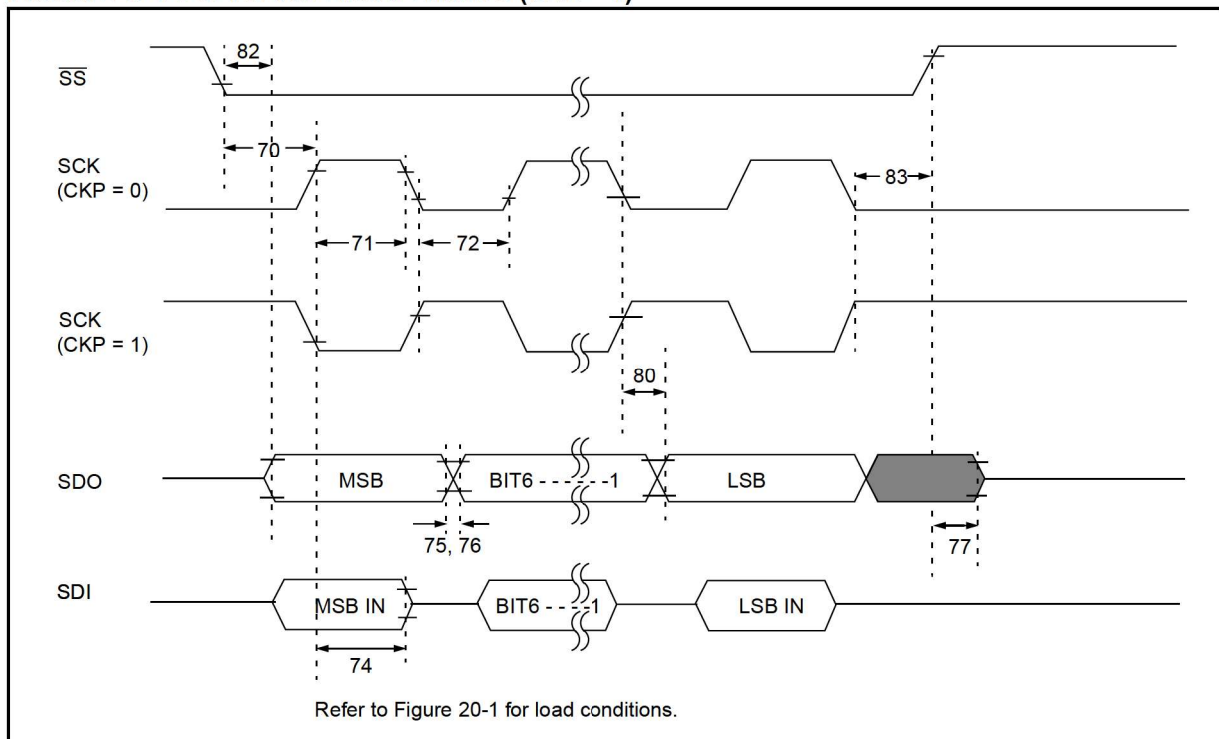 82
SS
70
SCK
(CKP = 0)
83
71
72
SCK
(CKP = 1)
80
SDO
MSB
BIT6 - - - - - -1
LSB
75, 76
77
SDI
MSB IN
BIT6 - - - -1
LSB IN
74
Refer to Figure 20-1 for load conditions.